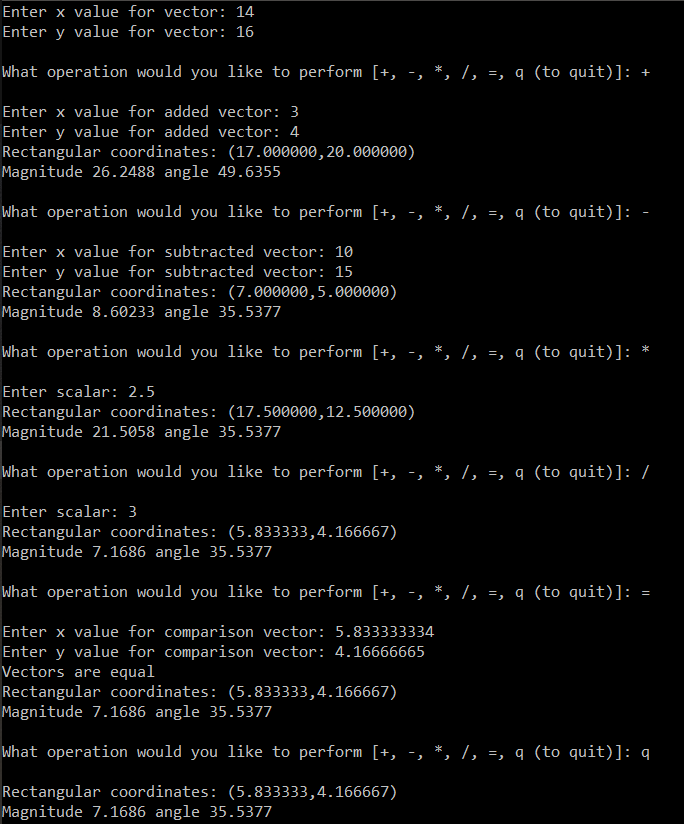 Enter x value for vector: 14
Enter y value for vector: 16
What operation would you like to perform [+, -, *, /, =, q (to quit)]: +
Enter x value for added vector: 3
Enter y value for added vector: 4
Rectangular coordinates: (17.000000,20.000000)
Magnitude 26.2488 angle 49.6355
What operation would you like to perform [+, -, *, /, =, q (to quit)]: -
Enter x value for subtracted vector: 10
Enter y value for subtracted vector: 15
Rectangular coordinates: (7.000000,5.000000)
Magnitude 8.60233 angle 35.5377
What operation would you like to perform [+, -, *, /, =, q (to quit)]: *
Enter scalar: 2.5
Rectangular coordinates: (17.500000,12.500000)
Magnitude 21.5058 angle 35.5377
What operation would you like to perform [+, -, *, /, =, q (to quit)]: /
Enter scalar: 3
Rectangular coordinates: (5.833333,4.166667)
Magnitude 7.1686 angle 35.5377
What operation would you like to perform [+, -, *, /, =, q (to quit)]: =
Enter x value for comparison vector: 5.833333334
Enter y value for comparison vector: 4.16666665
Vectors are equal
Rectangular coordinates: (5.833333,4.166667)
Magnitude 7.1686 angle 35.5377
What operation would you like to perform [+, -, *, /, =, q (to quit)]: q
Rectangular coordinates: (5.833333,4.166667)
Magnitude 7.1686 angle 35.5377